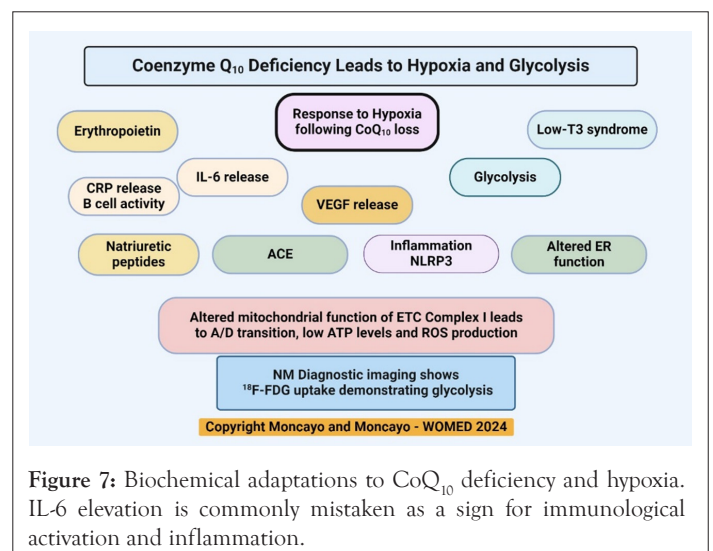 Coenzyme Q₁₀ Deficiency Leads to Hypoxia and Glycolysis
Response to Hypoxia
following CoQ₁₀ loss
Erythropoietin
Low-T3 syndrome
IL-6 release
Glycolysis
CRP release
B cell activity
VEGF release
Natriuretic
peptides
ACE
Inflammation
NLRP3
Altered ER
function
Altered mitochondrial function of ETC Complex I leads
to A/D transition, low ATP levels and ROS production
NM Diagnostic imaging shows
¹⁸F-FDG uptake demonstrating glycolysis
Copyright Moncayo and Moncayo - WOMED 2024
Figure 7: Biochemical adaptations to CoQ₁₀ deficiency and hypoxia.
IL-6 elevation is commonly mistaken as a sign for immunological
activation and inflammation.